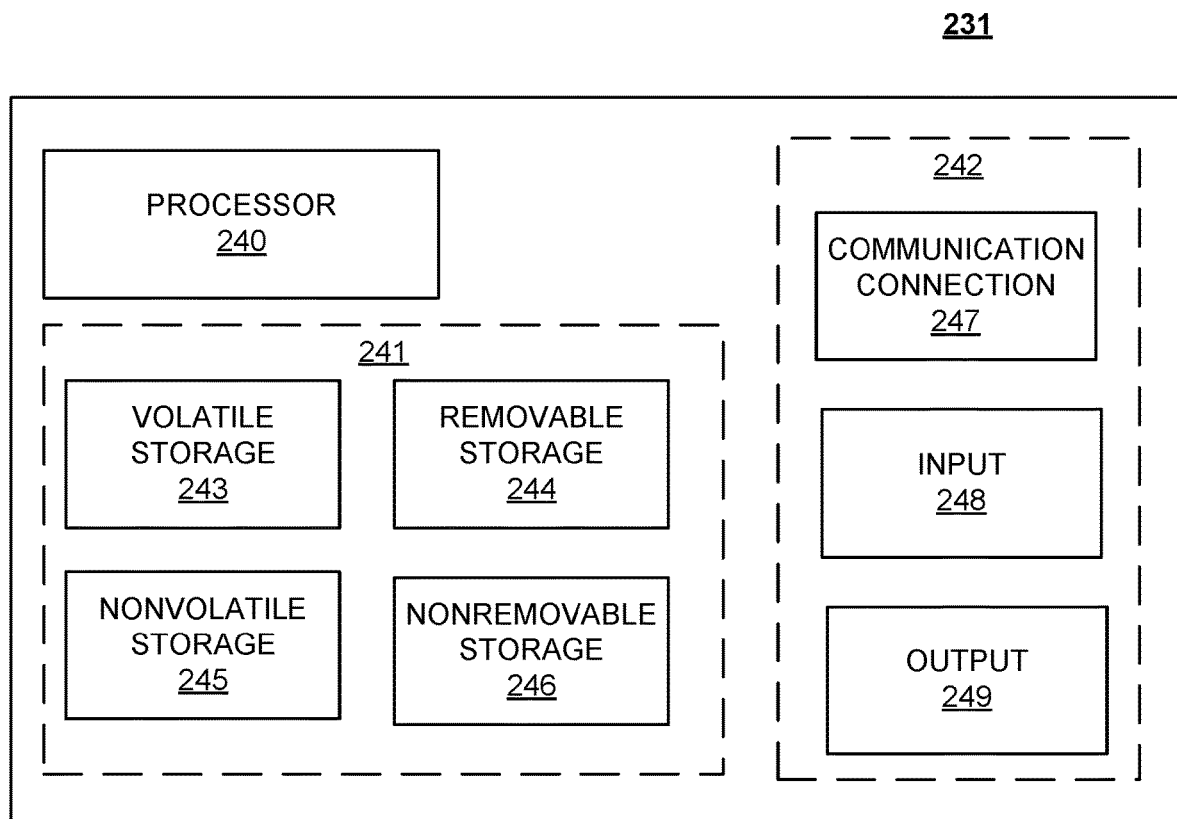 231
PROCESSOR
240
241
VOLATILE
STORAGE
243
REMOVABLE
STORAGE
244
NONVOLATILE
STORAGE
245
NONREMOVABLE
STORAGE
246
242
COMMUNICATION
CONNECTION
247
INPUT
248
OUTPUT
249